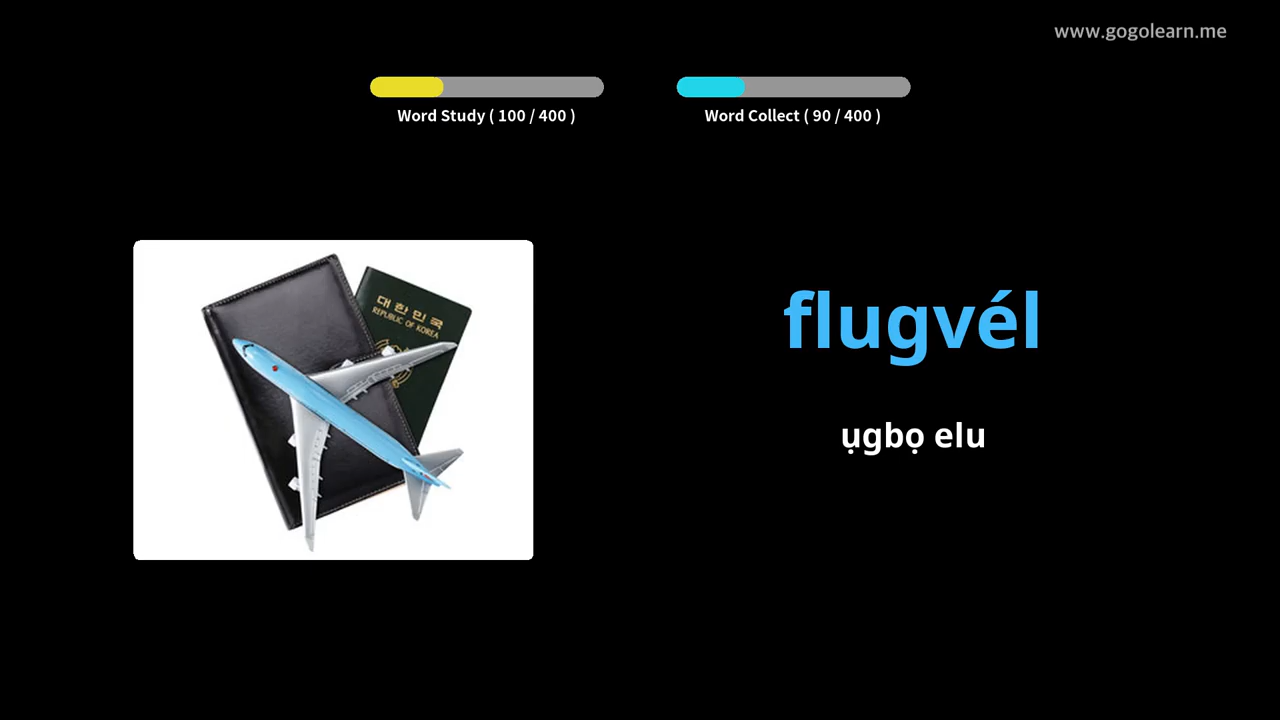 www.gogolearn.me
Word Study ( 100 / 400 )
Word Collect ( 90 / 400 )
대한민국
REPUBLIC OF KOREA
flugvél
ụgbọ elu